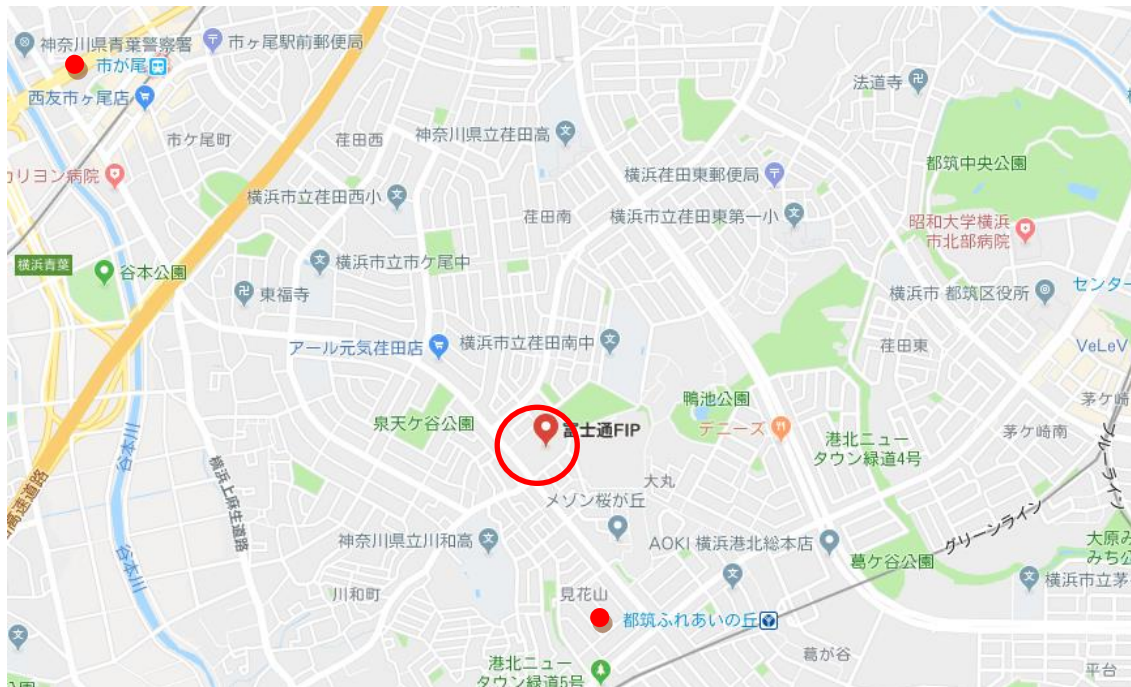 神奈川県青葉警察署
市ヶ尾駅前郵便局
市が尾
西友市ヶ尾店
法道寺
市ケ尾町
荏田西
神奈川県立荏田高
都筑中央公園
カリヨン病院
横浜市立荏田西小
横浜荏田東郵便局
荏田南
横浜市立荏田東第一小
昭和大学横浜
市北部病院
横浜青葉
谷本公園
横浜市立市ケ尾中
東福寺
横浜市 都筑区役所
センター
アール元気荏田店
横浜市立荏田南中
荏田東
VeLeV
鴨池公園
茅ケ崎
泉天ケ谷公園
富士通FIP
デニーズ
港北ニュー
タウン緑道4号
茅ケ崎南
谷本川
横浜上麻生道路
高速道路
大丸
メゾン桜が丘
ブルーライン
グリーンライン
神奈川県立川和高
AOKI 横浜港北総本店
大原み
みち公
葛ケ谷公園
谷本川
川和町
見花山
横浜市立茅
都筑ふれあいの丘
港北ニュー
タウン緑道5号
葛が谷
平台